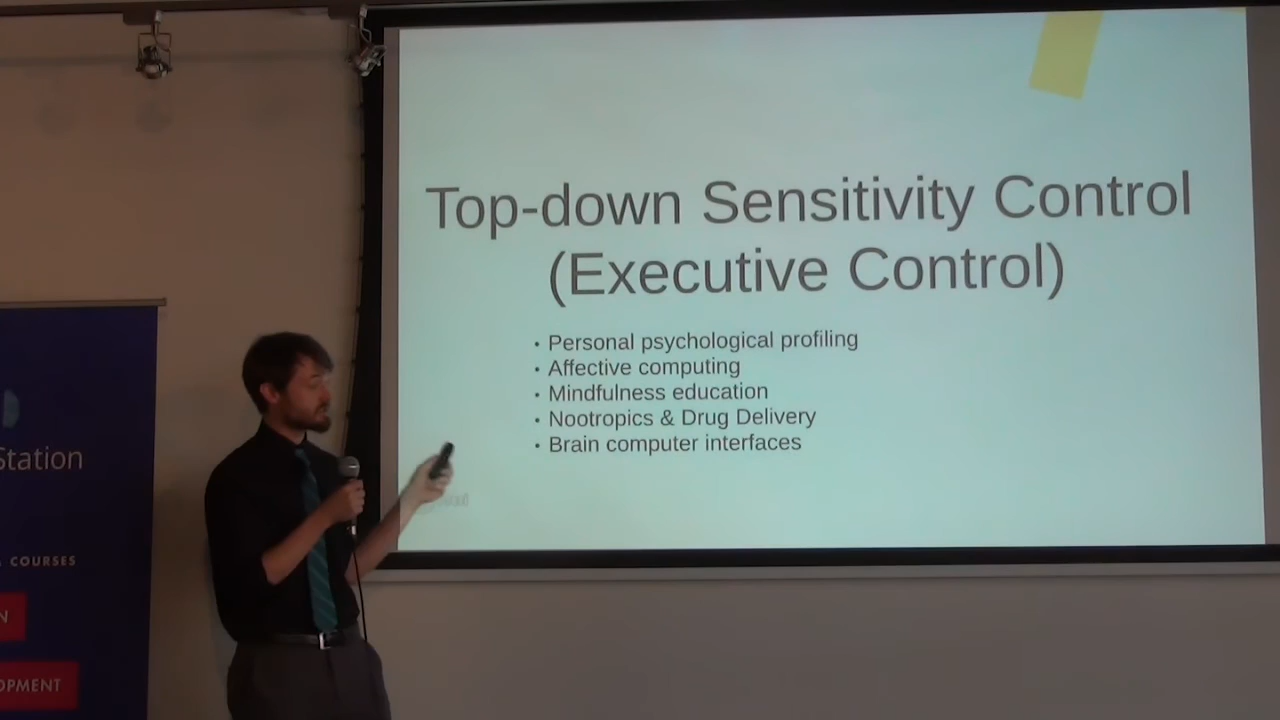 Top-down Sensitivity Control
(Executive Control)
• Personal psychological profiling
• Affective computing
• Mindfulness education
• Nootropics & Drug Delivery
• Brain computer interfaces
Station
COURSES